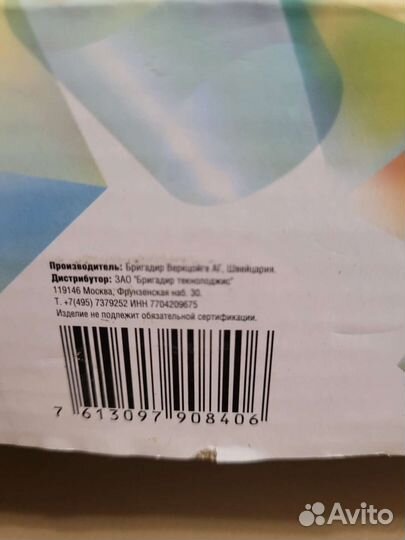 Производитель: Бригадир Веркцойге АГ, Швейцария.
Дистрибутор: ЗАО "Бригадир технолоджис"
119146 Москва, Фрунзенская наб. 30.
Т. +7(495) 7379252 ИНН 7704209675
Изделие не подлежит обязательной сертификации.
7 613097 908406
Avito